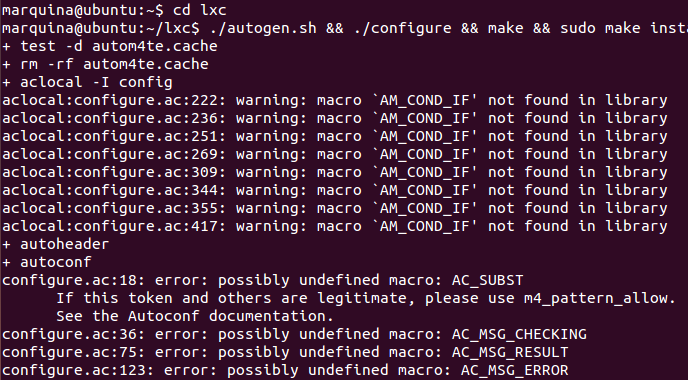 marquina@ubuntu:~$ cd lxc
marquina@ubuntu:~/lxc$ ./autogen.sh && ./configure && make && sudo make insta
+ test -d autom4te.cache
+ rm -rf autom4te.cache
+ aclocal -I config
aclocal:configure.ac:222: warning: macro `AM_COND_IF' not found in library
aclocal:configure.ac:236: warning: macro `AM_COND_IF' not found in library
aclocal:configure.ac:251: warning: macro `AM_COND_IF' not found in library
aclocal:configure.ac:269: warning: macro `AM_COND_IF' not found in library
aclocal:configure.ac:309: warning: macro `AM_COND_IF' not found in library
aclocal:configure.ac:344: warning: macro `AM_COND_IF' not found in library
aclocal:configure.ac:355: warning: macro `AM_COND_IF' not found in library
aclocal:configure.ac:417: warning: macro `AM_COND_IF' not found in library
+ autoheader
+ autoconf
configure.ac:18: error: possibly undefined macro: AC_SUBST
      If this token and others are legitimate, please use m4_pattern_allow.
      See the Autoconf documentation.
configure.ac:36: error: possibly undefined macro: AC_MSG_CHECKING
configure.ac:75: error: possibly undefined macro: AC_MSG_RESULT
configure.ac:123: error: possibly undefined macro: AC_MSG_ERROR